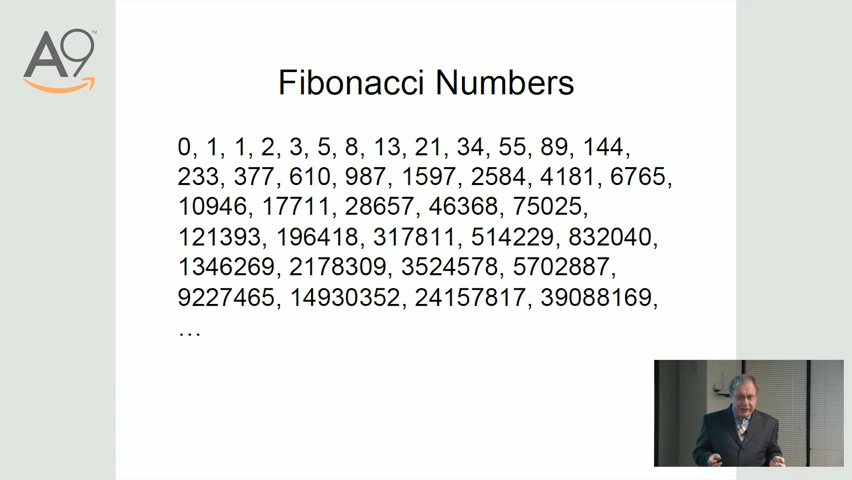 A9™
Fibonacci Numbers
0, 1, 1, 2, 3, 5, 8, 13, 21, 34, 55, 89, 144,
233, 377, 610, 987, 1597, 2584, 4181, 6765,
10946, 17711, 28657, 46368, 75025,
121393, 196418, 317811, 514229, 832040,
1346269, 2178309, 3524578, 5702887,
9227465, 14930352, 24157817, 39088169,
…